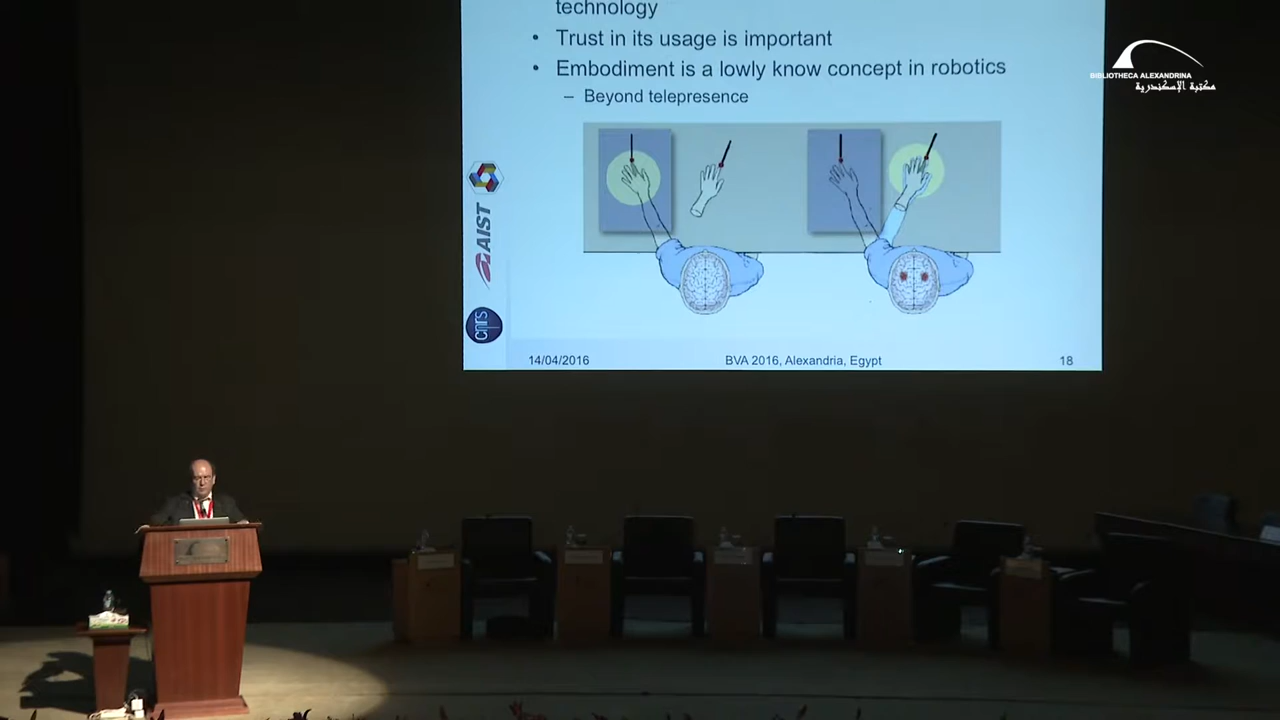 technology
• Trust in its usage is important
• Embodiment is a lowly know concept in robotics
– Beyond telepresence
BIBLIOTHECA ALEXANDRINA
مكتبة الإسكندرية
AIST
cnrs
14/04/2016
BVA 2016, Alexandria, Egypt
18